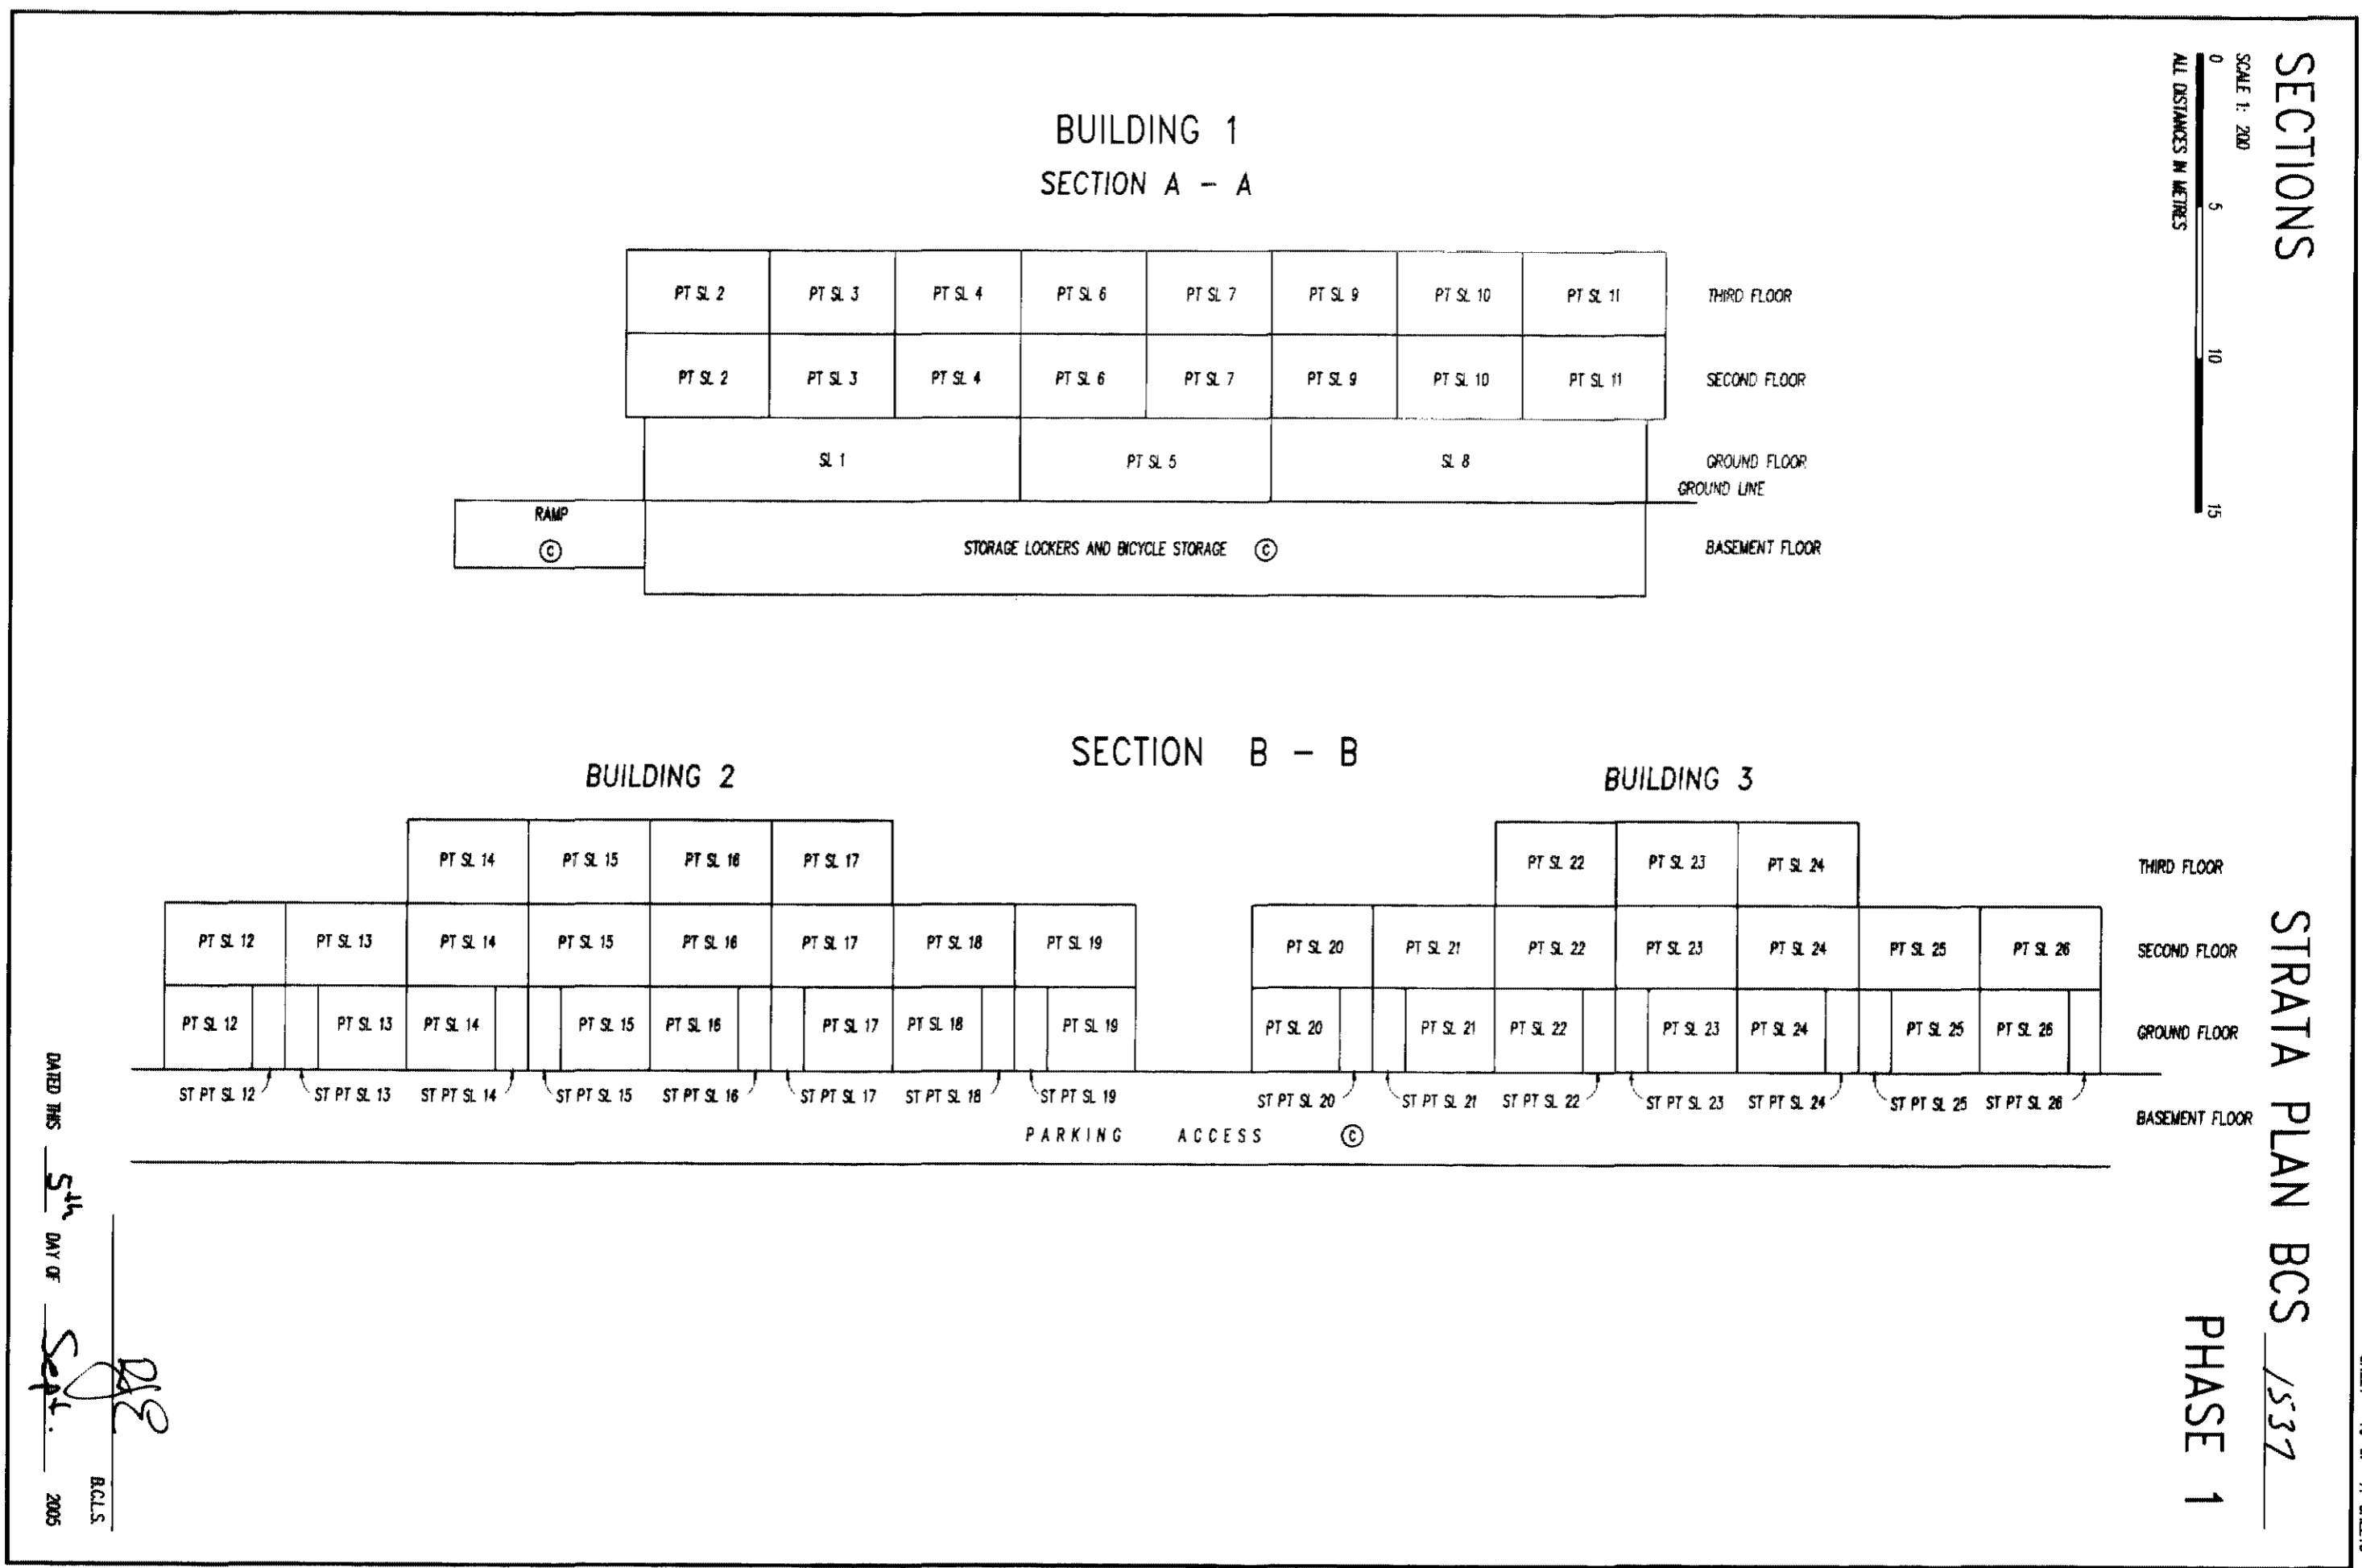 SECTIONS
SCALE 1: 200
0 5 10 15
ALL DISTANCES IN METRES
STRATA PLAN BCS 1537
PHASE 1
BUILDING 1
SECTION A - A
PT SL 2 PT SL 3 PT SL 4 PT SL 6 PT SL 7 PT SL 9 PT SL 10 PT SL 11 THIRD FLOOR
PT SL 2 PT SL 3 PT SL 4 PT SL 6 PT SL 7 PT SL 9 PT SL 10 PT SL 11 SECOND FLOOR
SL 1 PT SL 5 SL 8 GROUND FLOOR
GROUND LINE
RAMP
C STORAGE LOCKERS AND BICYCLE STORAGE C BASEMENT FLOOR
SECTION B - B
BUILDING 2 BUILDING 3
PT SL 14 PT SL 15 PT SL 16 PT SL 17 PT SL 22 PT SL 23 PT SL 24 THIRD FLOOR
PT SL 12 PT SL 13 PT SL 14 PT SL 15 PT SL 16 PT SL 17 PT SL 18 PT SL 19 PT SL 20 PT SL 21 PT SL 22 PT SL 23 PT SL 24 PT SL 25 PT SL 26 SECOND FLOOR
PT SL 12 PT SL 13 PT SL 14 PT SL 15 PT SL 16 PT SL 17 PT SL 18 PT SL 19 PT SL 20 PT SL 21 PT SL 22 PT SL 23 PT SL 24 PT SL 25 PT SL 26 GROUND FLOOR
ST PT SL 12 ST PT SL 13 ST PT SL 14 ST PT SL 15 ST PT SL 16 ST PT SL 17 ST PT SL 18 ST PT SL 19 ST PT SL 20 ST PT SL 21 ST PT SL 22 ST PT SL 23 ST PT SL 24 ST PT SL 25 ST PT SL 26
BASEMENT FLOOR
PARKING ACCESS C
B.C.L.S.
DATED THIS 5th DAY OF Sept. 2005